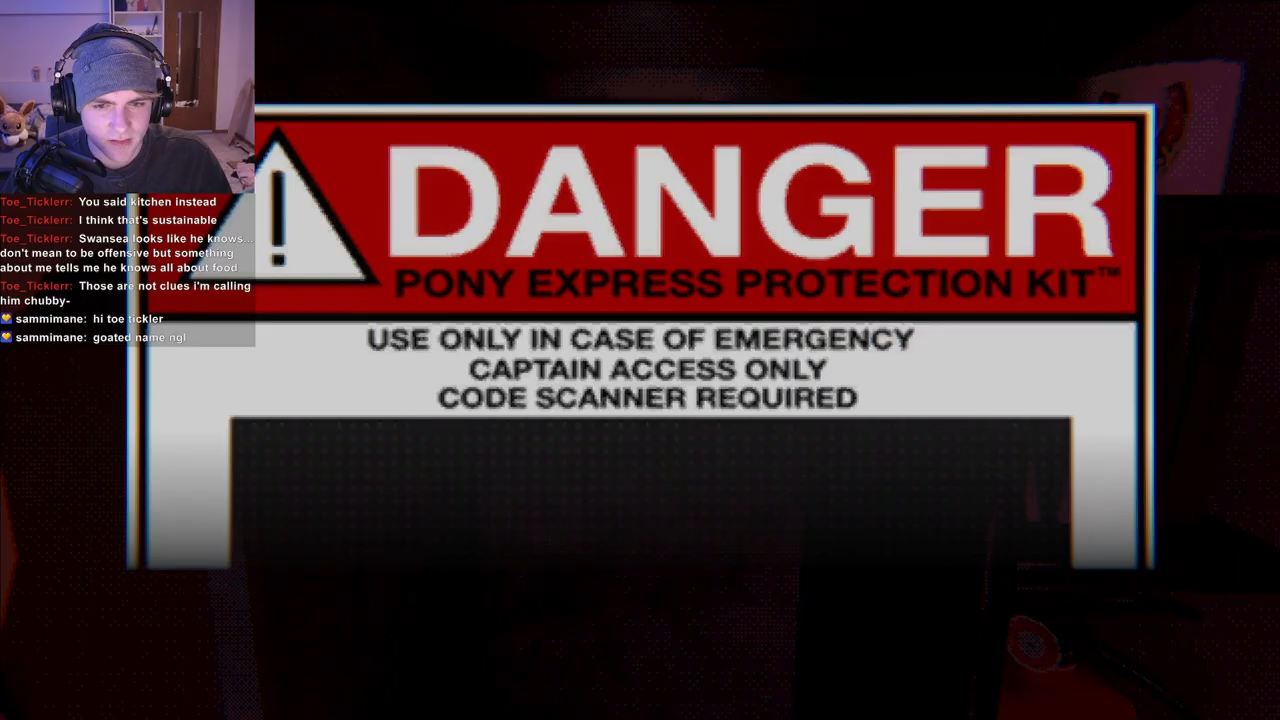 Toe_Ticklerr: You said kitchen instead
Toe_Ticklerr: I think that's sustainable
Toe_Ticklerr: Swansea looks like he knows...
don't mean to be offensive but something
about me tells me he knows all about food
Toe_Ticklerr: Those are not clues i'm calling
him chubby-
sammimane: hi toe tickler
sammimane: goated name ngl
!
DANGER
PONY EXPRESS PROTECTION KIT™
USE ONLY IN CASE OF EMERGENCY
CAPTAIN ACCESS ONLY
CODE SCANNER REQUIRED